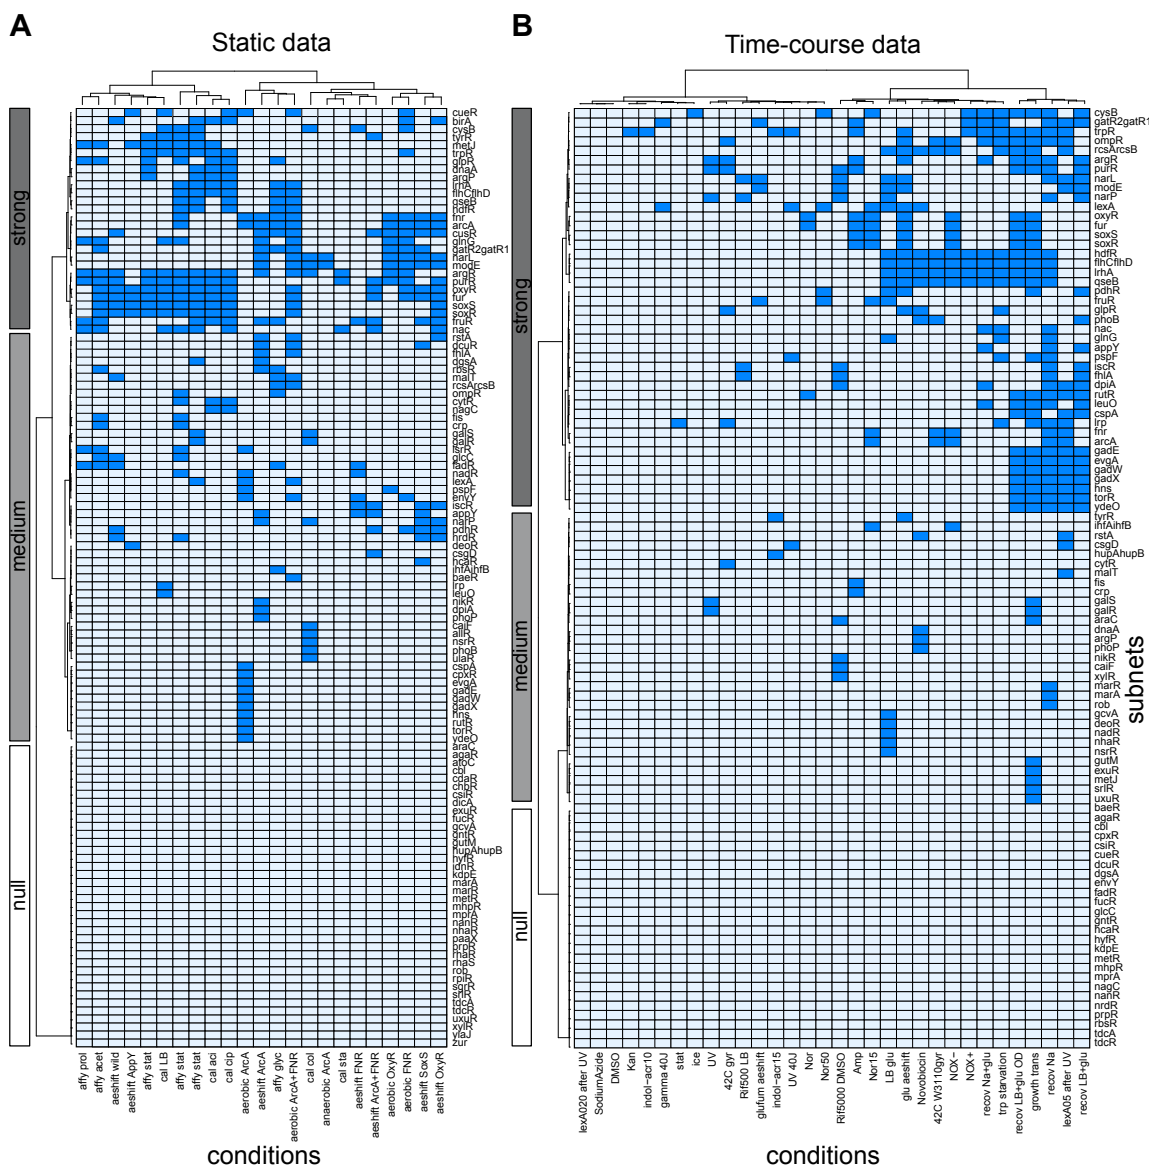 A
B
Static data
Time-course data
strong
medium
null
cueR
birA
cysB
tyrR
metJ
trpR
glpR
dnaA
argP
lrhA
flhCflhD
qseB
hdfR
fnr
arcA
cusR
glnG
gatR2gatR1
narL
modE
argR
purR
oxyR
fur
soxS
soxR
fruR
nac
rstA
dcuR
fhlA
dgsA
rbsR
malT
rcsArcsB
ompR
cytR
nagC
fis
crp
galS
galR
lsrR
glcC
fadR
nadR
lexA
pspF
envY
iscR
appY
narP
pdhR
hrdR
deoR
csgD
hcaR
ihfAihfB
baeR
lrp
leuO
nikR
dpiA
phoP
caiF
allR
nsrR
phoB
ulaR
cspA
cpxR
evgA
gadE
gadW
gadX
hns
rutR
torR
ydeO
araC
agaR
atoC
cbl
cdaR
chbR
csiR
dicA
exuR
fucR
gcvA
gntR
gutM
hupAhupB
hyfR
idnR
kdpE
marA
marR
metR
mhpR
mprA
nanR
nhaR
paaX
prpR
rhaR
rhaS
rob
rpiR
sgrR
srlR
tdcA
tdcR
uxuR
xylR
ylaJ
zur
affy prol
affy acet
aeshift wild
aeshift AppY
affy stat
cal LB
affy stat
affy stat
cal aci
cal clp
aerobic ArcA
aeshift ArcA
affy glyc
aerobic ArcA+FNR
cal col
anaerobic ArcA
cal sta
aeshift FNR
aeshift ArcA+FNR
aerobic OxyR
aerobic FNR
aeshift SoxS
aeshift OxyR
conditions
strong
medium
null
cysB
gatR2gatR1
trpR
ompR
rcsArcsB
argR
purR
narL
modE
narP
lexA
oxyR
fur
soxS
soxR
hdfR
flhCflhD
lrhA
qseB
pdhR
fruR
glpR
phoB
nac
glnG
appY
pspF
iscR
fhlA
dpiA
rutR
leuO
cspA
lrp
fnr
arcA
gadE
evgA
gadW
gadX
hns
torR
ydeO
tyrR
ihfAihfB
rstA
csgD
hupAhupB
cytR
malT
fis
crp
galS
galR
araC
dnaA
argP
phoP
nikR
caiF
xylR
marR
marA
rob
gcvA
deoR
nadR
nhaR
nsrR
gutM
exuR
metJ
srlR
uxuR
baeR
agaR
cbl
cpxR
csiR
cueR
dcuR
dgsA
envY
fadR
fucR
glcC
gntR
hcaR
hyfR
kdpE
metR
mhpR
mprA
nagC
nanR
nrdR
prpR
rbsR
tdcA
tdcR
subnets
lexA020 after UV
SodiumAzide
DMSO
Kan
indol−acr10
gamma 40J
stat
ice
UV
42C gyr
Rif500 LB
glufum aeshift
indol−acr15
UV 40J
Nor
Nor50
Rif5000 DMSO
Amp
Nor15
LB glu
glu aeshift
Novobiocin
42C W3110gyr
NOX−
NOX+
recov Na+glu
trp starvation
recov LB+glu OD
growth trans
recov Na
lexA05 after UV
recov LB+glu
conditions